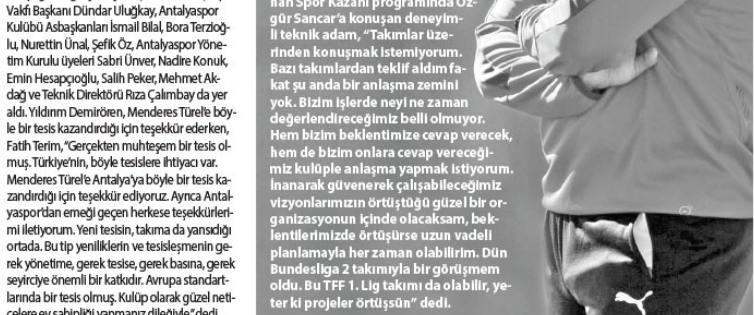 Vakfı Başkanı Dündar Uluğkay, Antalyaspor
Kulübü Asbaşkanları İsmail Bilal, Bora Terzioğ-
lu, Nurettin Ünal, Şefik Öz, Antalyaspor Yöne-
tim Kurulu üyeleri Sabri Ünver, Nadire Konuk,
Emin Hesapçıoğlu, Salih Peker, Mehmet Ak-
dağ ve Teknik Direktörü Rıza Çalımbay da yer
aldı. Yıldırım Demirören, Menderes Türel'e böy-
le bir tesis kazandırdığı için teşekkür ederken,
Fatih Terim, "Gerçekten muhteşem bir tesis ol-
muş. Türkiye'nin, böyle tesislere ihtiyacı var.
Menderes Türel'e Antalya'ya böyle bir tesis ka-
zandırdığı için teşekkür ediyoruz. Ayrıca Antal-
yaspor'dan emeği geçen herkese teşekkürleri-
mi iletiyorum. Yeni tesisin, takıma da yansıdığı
ortada. Bu tip yeniliklerin ve tesisleşmenin ge-
rek yönetime, gerek tesise, gerek basına, gerek
seyirciye önemli bir katkıdır. Avrupa standart-
larında bir tesis olmuş. Kulüp olarak güzel neti-
celere ev sahipliği yapmanız dileğiyle" dedi.
nan Spor Kazanı programında Öz-
gür Sancar'a konuşan deneyim-
li teknik adam, "Takımlar üze-
rinden konuşmak istemiyorum.
Bazı takımlardan teklif aldım fa-
kat şu anda bir anlaşma zemini
yok. Bizim işlerde neyi ne zaman
değerlendireceğimiz belli olmuyor.
Hem bizim beklentimize cevap verecek,
hem de bizim onlara cevap vereceği-
miz kulüple anlaşma yapmak istiyorum.
İnanarak güvenerek çalışabileceğimiz
vizyonlarımızın örtüştüğü güzel bir or-
ganizasyonun içinde olacaksam, bek-
lentilerimizde örtüşürse uzun vadeli
planlamayla her zaman olabilirim. Dün
Bundesliga 2 takımıyla bir görüşmem
oldu. Bu TFF 1. Lig takımı da olabilir, ye-
ter ki projeler örtüşsün" dedi.